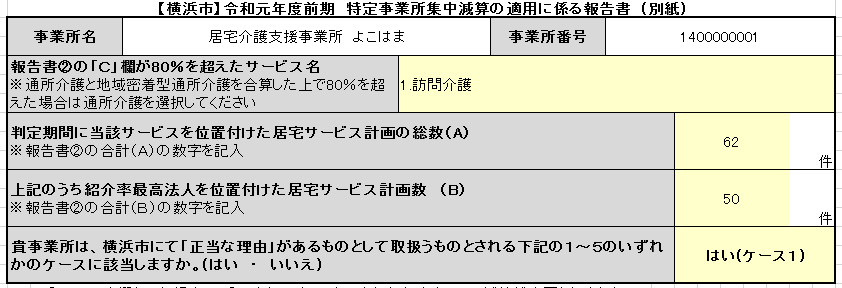 【横浜市】令和元年度前期　特定事業所集中減算の適用に係る報告書（別紙）
事業所名　居宅介護支援事業所 よこはま　事業所番号　1400000001
報告書②の「C」欄が80%を超えたサービス名
※通所介護と地域密着型通所介護を合算した上で80%を超
えた場合は通所介護を選択してください
1.訪問介護
判定期間に当該サービスを位置付けた居宅サービス計画の総数(A)
※報告書②の合計(A)の数字を記入
62
件
上記のうち紹介率最高法人を位置付けた居宅サービス計画数　(B)
※報告書②の合計(B)の数字を記入
50
件
貴事業所は、横浜市にて「正当な理由」があるものとして取扱うものとされる下記の1～5のいずれ
かのケースに該当しますか。(はい ・ いいえ)
はい(ケース1)